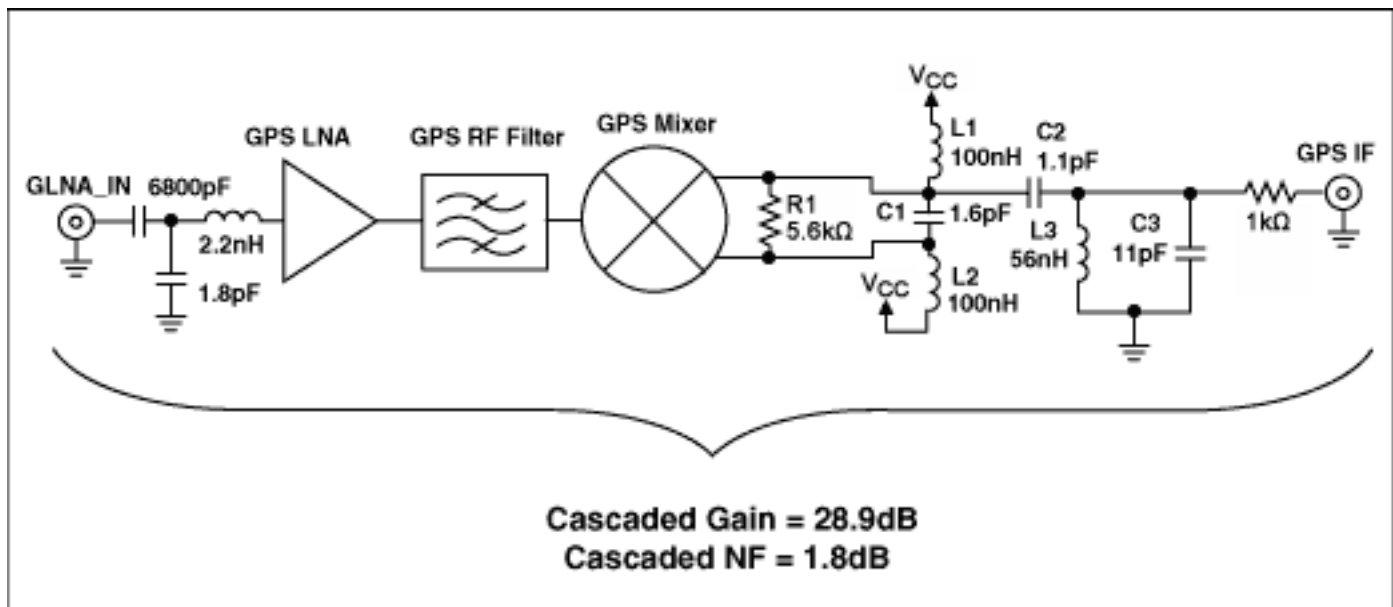 GLNA_IN
6800pF
2.2nH
1.8pF
GPS LNA
GPS RF Filter
GPS Mixer
R1
5.6kΩ
VCC
L1
100nH
C1
1.6pF
L2
100nH
VCC
C2
1.1pF
L3
56nH
C3
11pF
1kΩ
GPS IF
Cascaded Gain = 28.9dB
Cascaded NF = 1.8dB